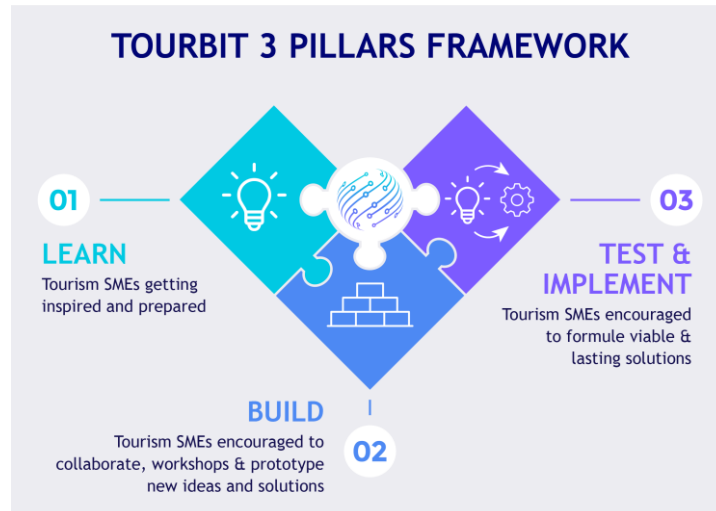 TOURBIT 3 PILLARS FRAMEWORK
01
LEARN
Tourism SMEs getting
inspired and prepared
BUILD
Tourism SMEs encouraged to
collaborate, workshops & prototype
new ideas and solutions
02
03
TEST &
IMPLEMENT
Tourism SMEs encouraged
to formule viable &
lasting solutions